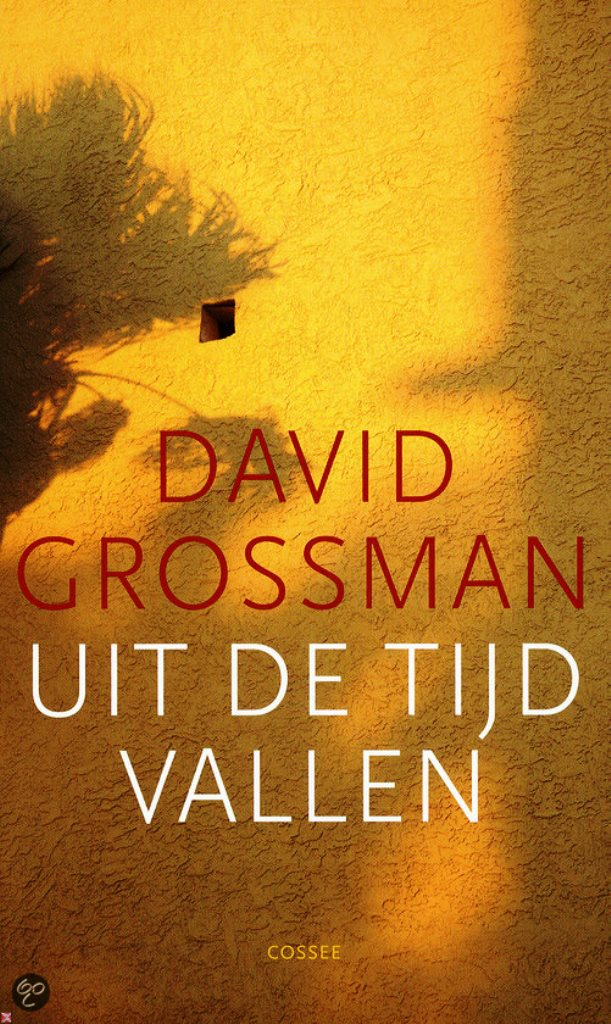 DAVID
GROSSMAN
UIT DE TIJD
VALLEN
COSSEE